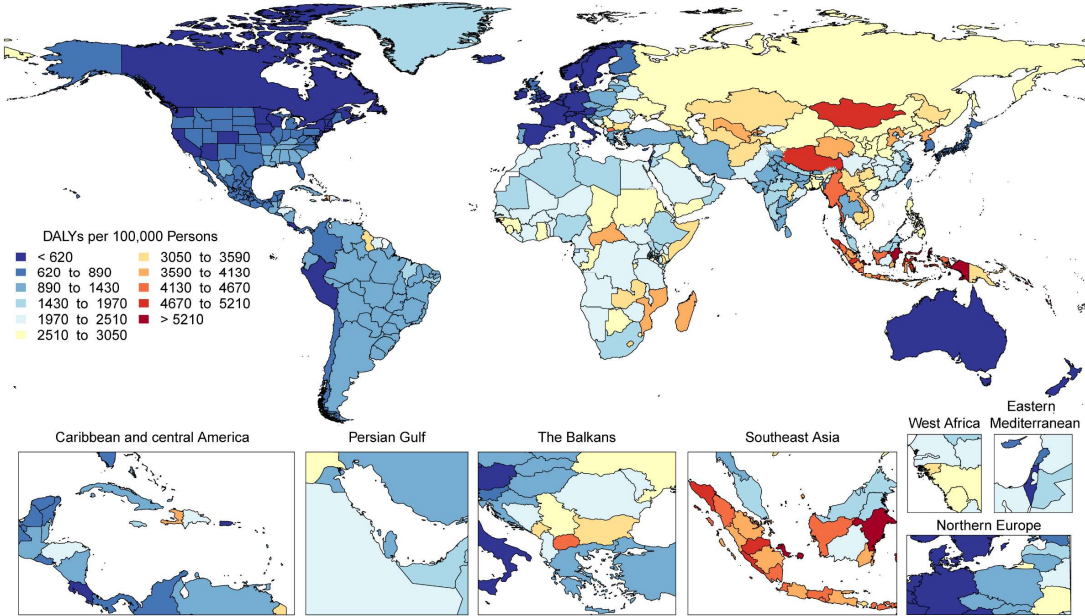 DALYs per 100,000 Persons
< 620
620 to 890
890 to 1430
1430 to 1970
1970 to 2510
2510 to 3050
3050 to 3590
3590 to 4130
4130 to 4670
4670 to 5210
> 5210
Caribbean and central America
Persian Gulf
The Balkans
Southeast Asia
West Africa
Eastern
Mediterranean
Northern Europe